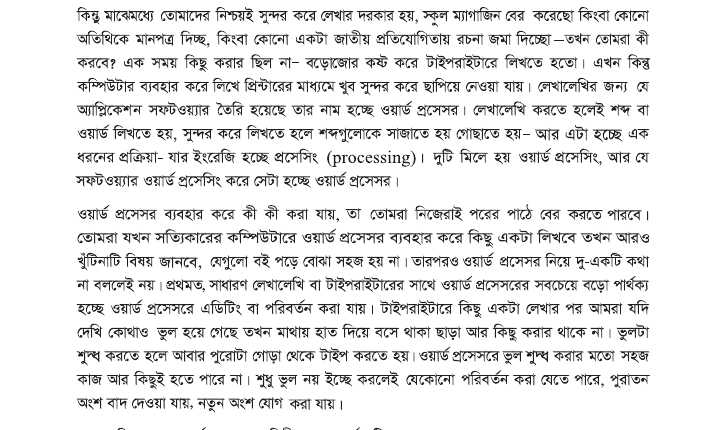 কিন্তু মাঝেমধ্যে তোমাদের নিশ্চয়ই সুন্দর করে লেখার দরকার হয়, স্কুল ম্যাগাজিন বের করেছো কিংবা কোনো
অতিথিকে মানপত্র দিচ্ছ, কিংবা কোনো একটা জাতীয় প্রতিযোগিতায় রচনা জমা দিচ্ছো—তখন তোমরা কী
করবে? এক সময় কিছু করার ছিল না– বড়োজোর কষ্ট করে টাইপরাইটারে লিখতে হতো। এখন কিন্তু
কম্পিউটার ব্যবহার করে লিখে প্রিন্টারের মাধ্যমে খুব সুন্দর করে ছাপিয়ে নেওয়া যায়। লেখালেখির জন্য যে
অ্যাপ্লিকেশন সফটওয়্যার তৈরি হয়েছে তার নাম হচ্ছে ওয়ার্ড প্রসেসর। লেখালেখি করতে হলেই শব্দ বা
ওয়ার্ড লিখতে হয়, সুন্দর করে লিখতে হলে শব্দগুলোকে সাজাতে হয় গোছাতে হয়– আর এটা হচ্ছে এক
ধরনের প্রক্রিয়া- যার ইংরেজি হচ্ছে প্রসেসিং (processing)। দুটি মিলে হয় ওয়ার্ড প্রসেসিং, আর যে
সফটওয়্যার ওয়ার্ড প্রসেসিং করে সেটা হচ্ছে ওয়ার্ড প্রসেসর।
ওয়ার্ড প্রসেসর ব্যবহার করে কী কী করা যায়, তা তোমরা নিজেরাই পরের পাঠে বের করতে পারবে।
তোমরা যখন সত্যিকারের কম্পিউটারে ওয়ার্ড প্রসেসর ব্যবহার করে কিছু একটা লিখবে তখন আরও
খুঁটিনাটি বিষয় জানবে, যেগুলো বই পড়ে বোঝা সহজ হয় না। তারপরও ওয়ার্ড প্রসেসর নিয়ে দু-একটি কথা
না বললেই নয়। প্রথমত, সাধারণ লেখালেখি বা টাইপরাইটারের সাথে ওয়ার্ড প্রসেসরের সবচেয়ে বড়ো পার্থক্য
হচ্ছে ওয়ার্ড প্রসেসরে এডিটিং বা পরিবর্তন করা যায়। টাইপরাইটারে কিছু একটা লেখার পর আমরা যদি
দেখি কোথাও ভুল হয়ে গেছে তখন মাথায় হাত দিয়ে বসে থাকা ছাড়া আর কিছু করার থাকে না। ভুলটা
শুদ্ধ করতে হলে আবার পুরোটা গোড়া থেকে টাইপ করতে হয়। ওয়ার্ড প্রসেসরে ভুল শুদ্ধ করার মতো সহজ
কাজ আর কিছুই হতে পারে না। শুধু ভুল নয় ইচ্ছে করলেই যেকোনো পরিবর্তন করা যেতে পারে, পুরাতন
অংশ বাদ দেওয়া যায়, নতুন অংশ যোগ করা যায়।